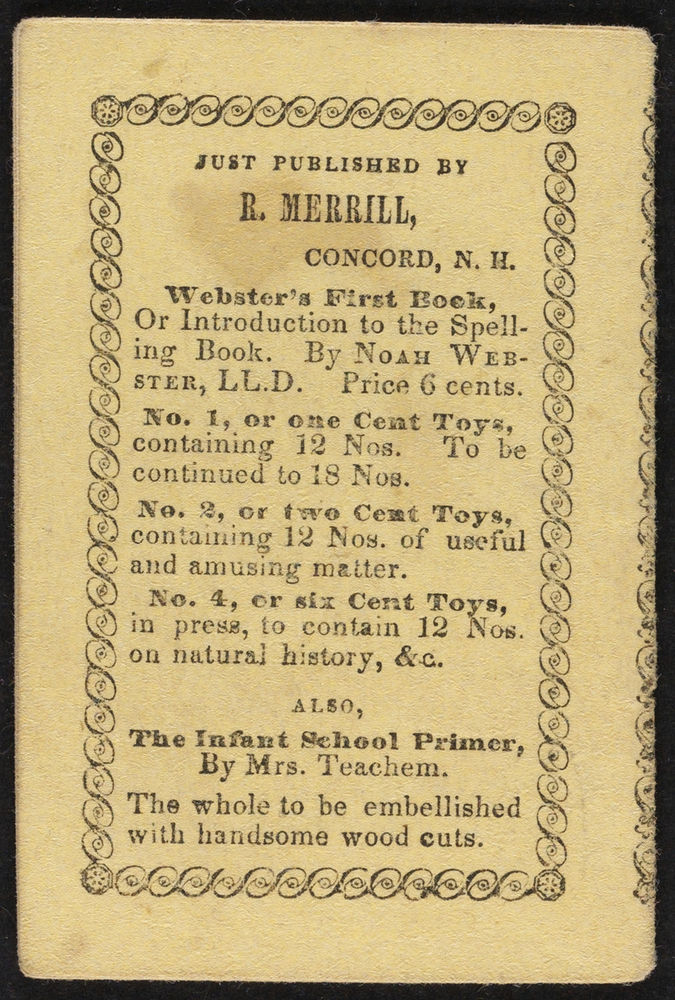 JUST PUBLISHED BY
R. MERRILL,
CONCORD, N. H.
Webster's First Book,
Or Introduction to the Spell-
ing Book. By NOAH WEB-
STER, LL.D. Price 6 cents.
No. 1, or one Cent Toys,
containing 12 Nos. To be
continued to 18 Nos.
No. 2, or two Cent Toys,
containing 12 Nos. of useful
and amusing matter.
No. 4, or six Cent Toys,
in press, to contain 12 Nos.
on natural history, &c.
ALSO,
The Infant School Primer,
By Mrs. Teachem.
The whole to be embellished
with handsome wood cuts.